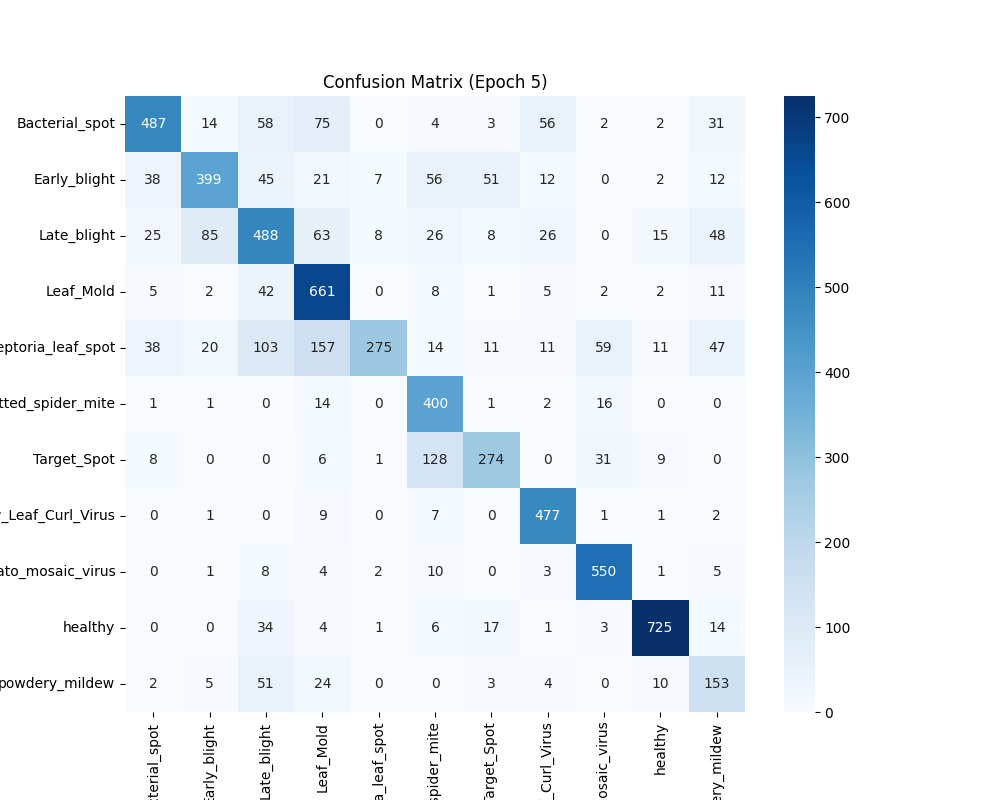 Confusion Matrix (Epoch 5)
Bacterial_spot 487 14 58 75 0 4 3 56 2 2 31
Early_blight 38 399 45 21 7 56 51 12 0 2 12
Late_blight 25 85 488 63 8 26 8 26 0 15 48
Leaf_Mold 5 2 42 661 0 8 1 5 2 2 11
eptoria_leaf_spot 38 20 103 157 275 14 11 11 59 11 47
tted_spider_mite 1 1 0 14 0 400 1 2 16 0 0
Target_Spot 8 0 0 6 1 128 274 0 31 9 0
_Leaf_Curl_Virus 0 1 0 9 0 7 0 477 1 1 2
ato_mosaic_virus 0 1 8 4 2 10 0 3 550 1 5
healthy 0 0 34 4 1 6 17 1 3 725 14
powdery_mildew 2 5 51 24 0 0 3 4 0 10 153
cterial_spot
Early_blight
Late_blight
Leaf_Mold
a_leaf_spot
spider_mite
Target_Spot
_Curl_Virus
osaic_virus
healthy
ery_mildew
700
600
500
400
300
200
100
0